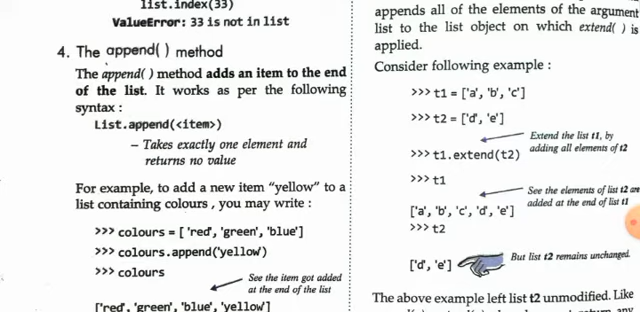 list.index(33)
ValueError: 33 is not in list
4. The append( ) method
The append( ) method adds an item to the end
of the list. It works as per the following
syntax :
List.append(<item>)
– Takes exactly one element and
returns no value
For example, to add a new item "yellow" to a
list containing colours, you may write :
>>> colours = [ 'red', 'green', 'blue']
>>> colours.append('yellow')
>>> colours
See the item got added
at the end of the list
['red', 'green', 'blue', 'yellow']
appends all of the elements of the argument
list to the list object on which extend( ) is
applied.
Consider following example :
>>> t1 = ['a', 'b', 'c']
>>> t2 = ['d', 'e']
Extend the list t1, by
adding all elements of t2
>>> t1.extend(t2)
>>> t1
See the elements of list t2 are
added at the end of list t1
['a', 'b', 'c', 'd', 'e']
>>> t2
['d', 'e']
But list t2 remains unchanged.
The above example left list t2 unmodified. Like